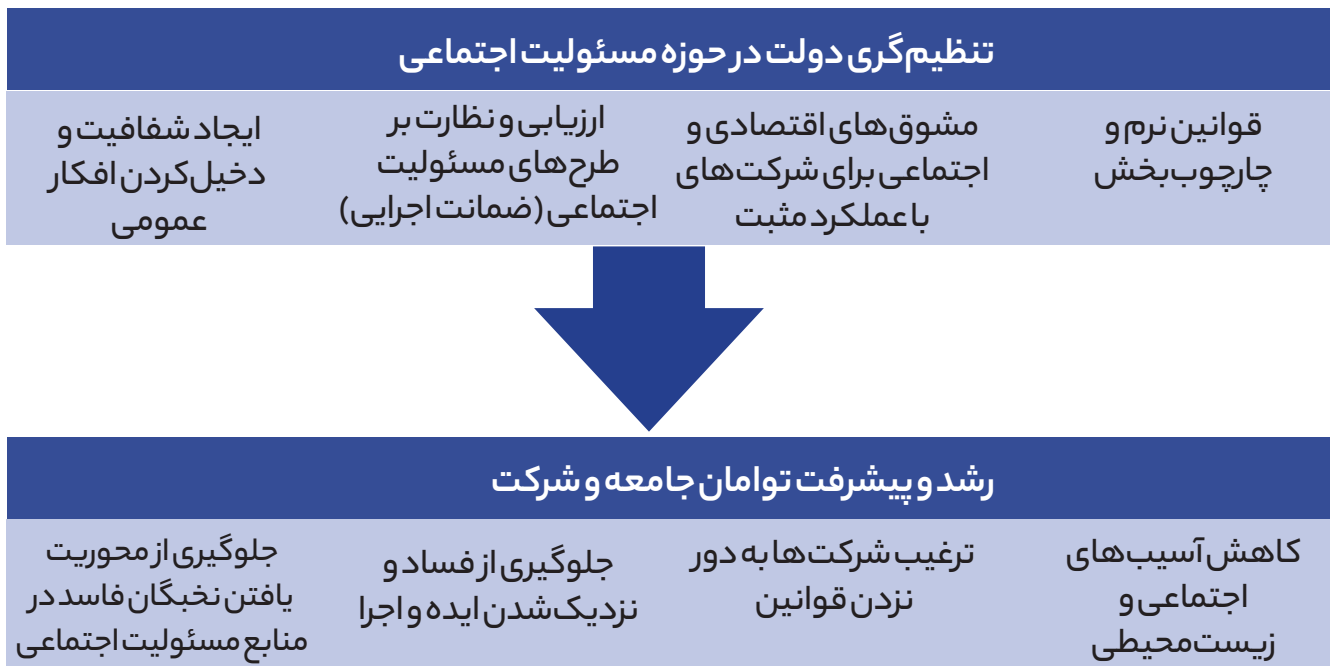 تنظیم‌گری دولت در حوزه مسئولیت اجتماعی
قوانین نرم و
چارچوب‌بخش
مشوق‌های اقتصادی و
اجتماعی برای شرکت‌های
با عملکرد مثبت
ارزیابی و نظارت بر
طرح‌های مسئولیت
اجتماعی (ضمانت اجرایی)
ایجاد شفافیت و
دخیل‌کردن افکار
عمومی
رشد و پیشرفت توامان جامعه و شرکت
کاهش آسیب‌های
اجتماعی و
زیست‌محیطی
ترغیب شرکت‌ها به دور
نزدن قوانین
جلوگیری از فساد و
نزدیک‌شدن ایده و اجرا
جلوگیری از محوریت
یافتن نخبگان فاسد در
منابع مسئولیت اجتماعی